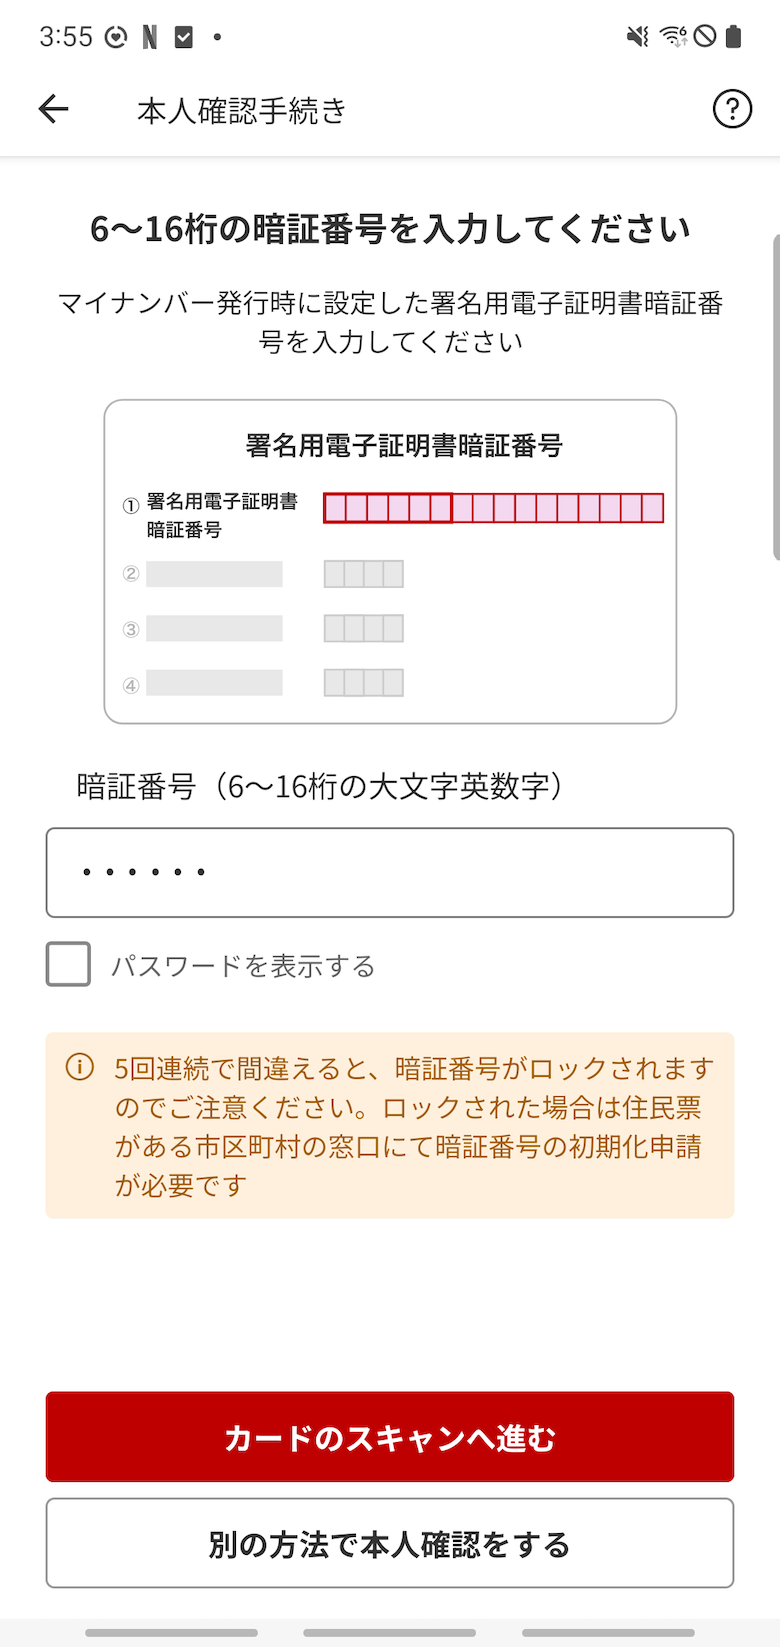 3:55
本人確認手続き
6〜16桁の暗証番号を入力してください
マイナンバー発行時に設定した署名用電子証明書暗証番
号を入力してください
署名用電子証明書暗証番号
① 署名用電子証明書
暗証番号
②
③
④
暗証番号（6〜16桁の大文字英数字）
••••••
パスワードを表示する
5回連続で間違えると、暗証番号がロックされます
のでご注意ください。ロックされた場合は住民票
がある市区町村の窓口にて暗証番号の初期化申請
が必要です
カードのスキャンへ進む
別の方法で本人確認をする